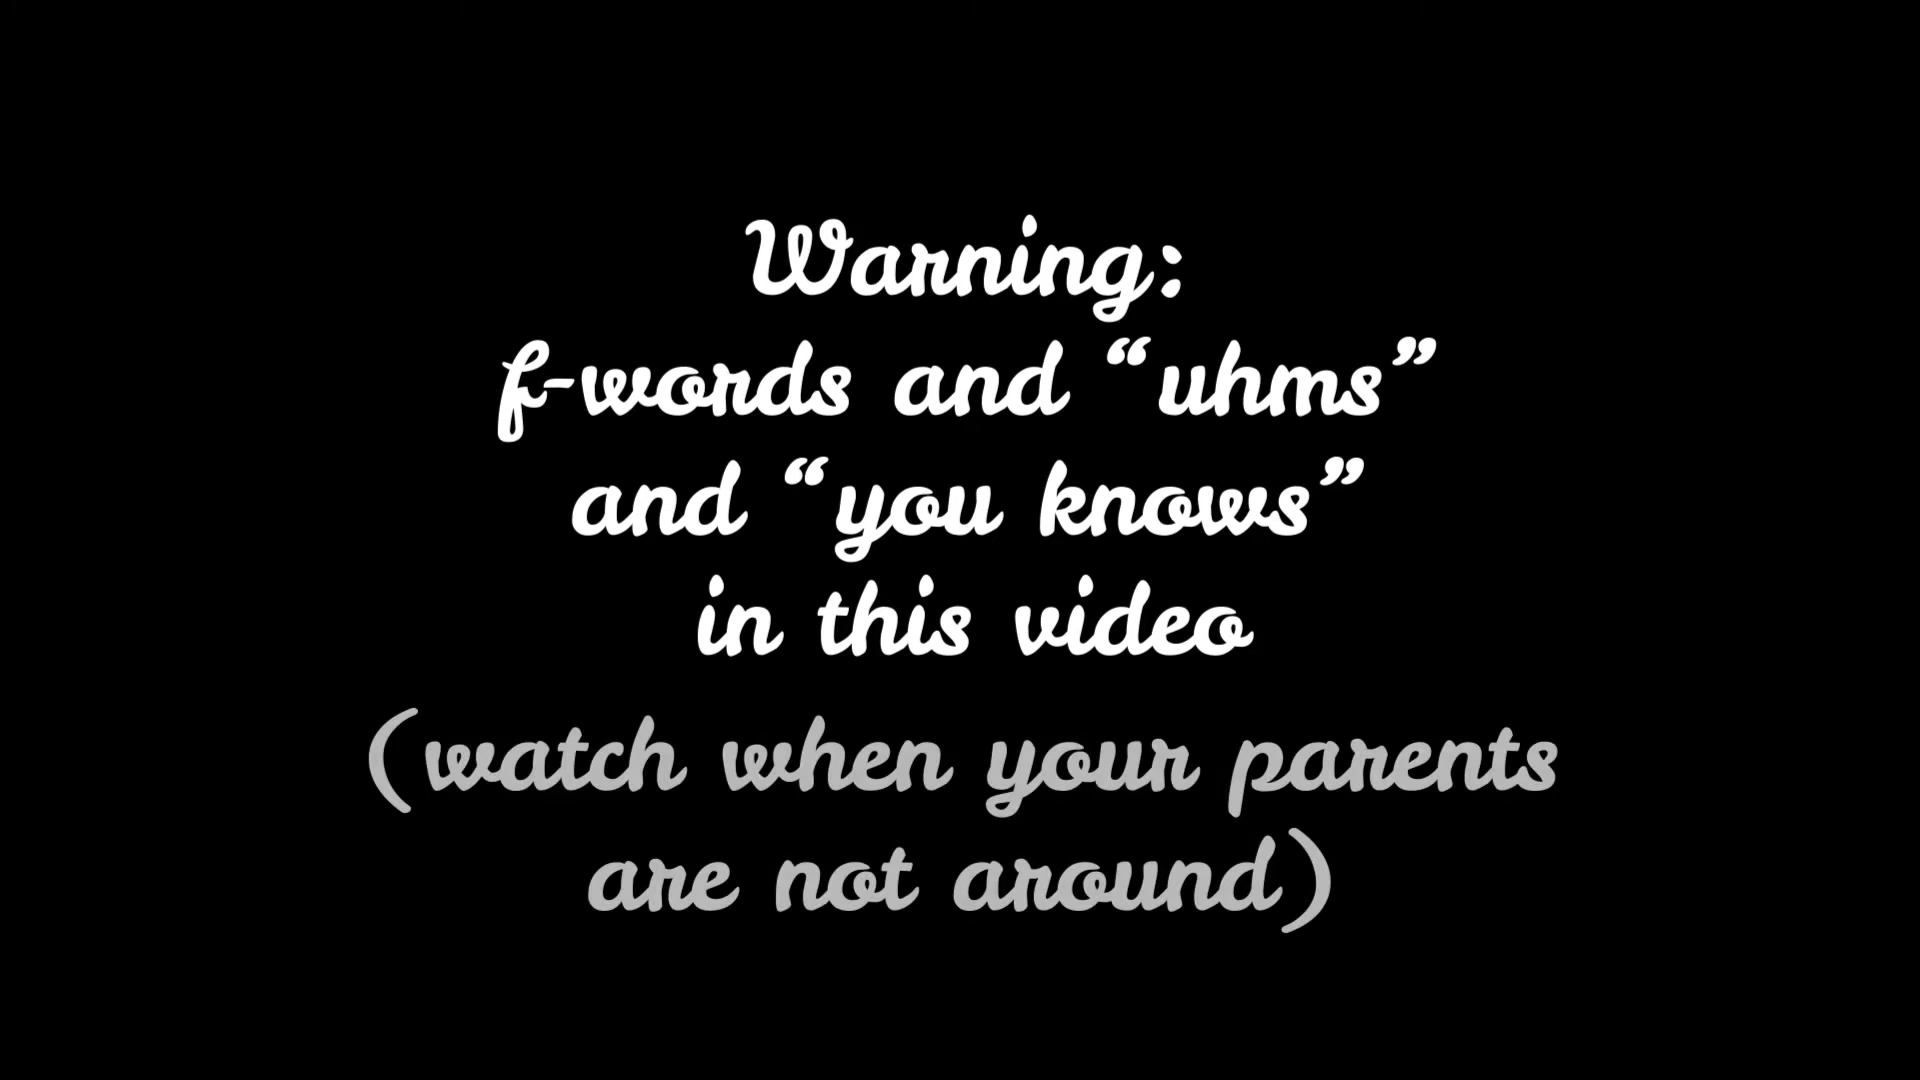 Warning:
f-words and “uhms”
and “you knows”
in this video
(watch when your parents
are not around)